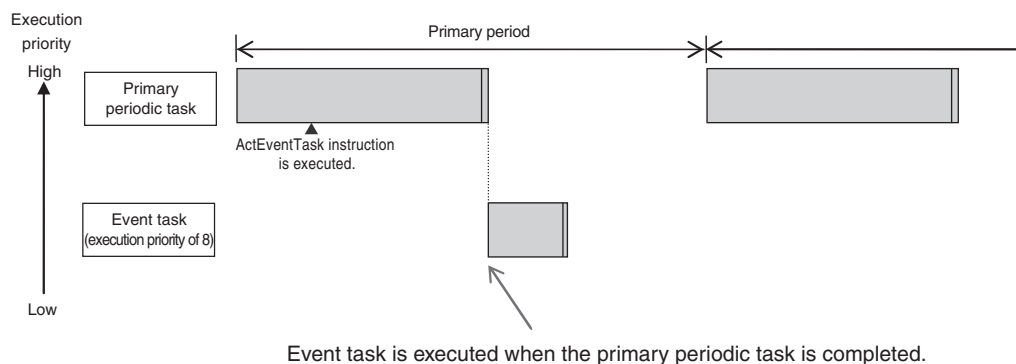 Execution
priority
High
Primary period
Primary
periodic task
ActEventTask instruction
is executed.
Event task
(execution priority of 8)
Low
Event task is executed when the primary periodic task is completed.